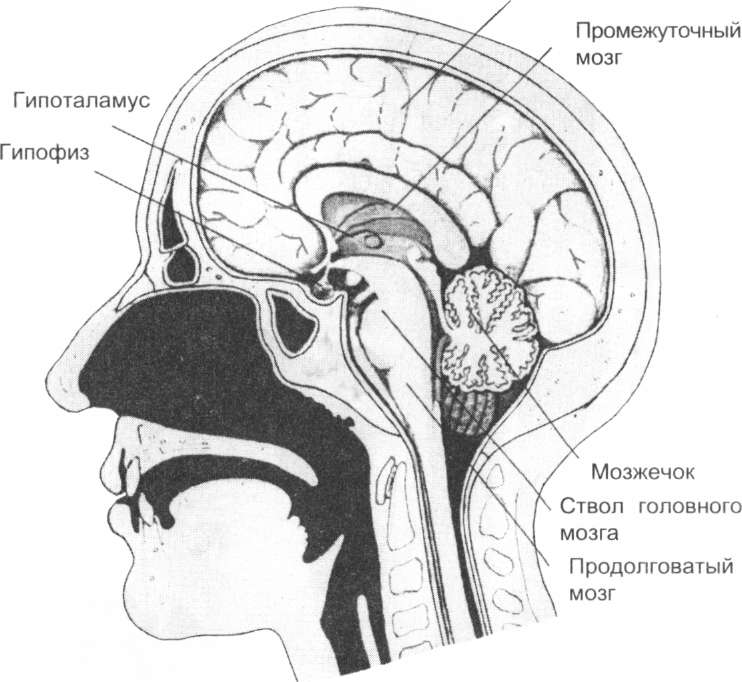 Промежуточный
мозг
Гипоталамус
Гипофиз
Мозжечок
Ствол головного
мозга
Продолговатый
мозг